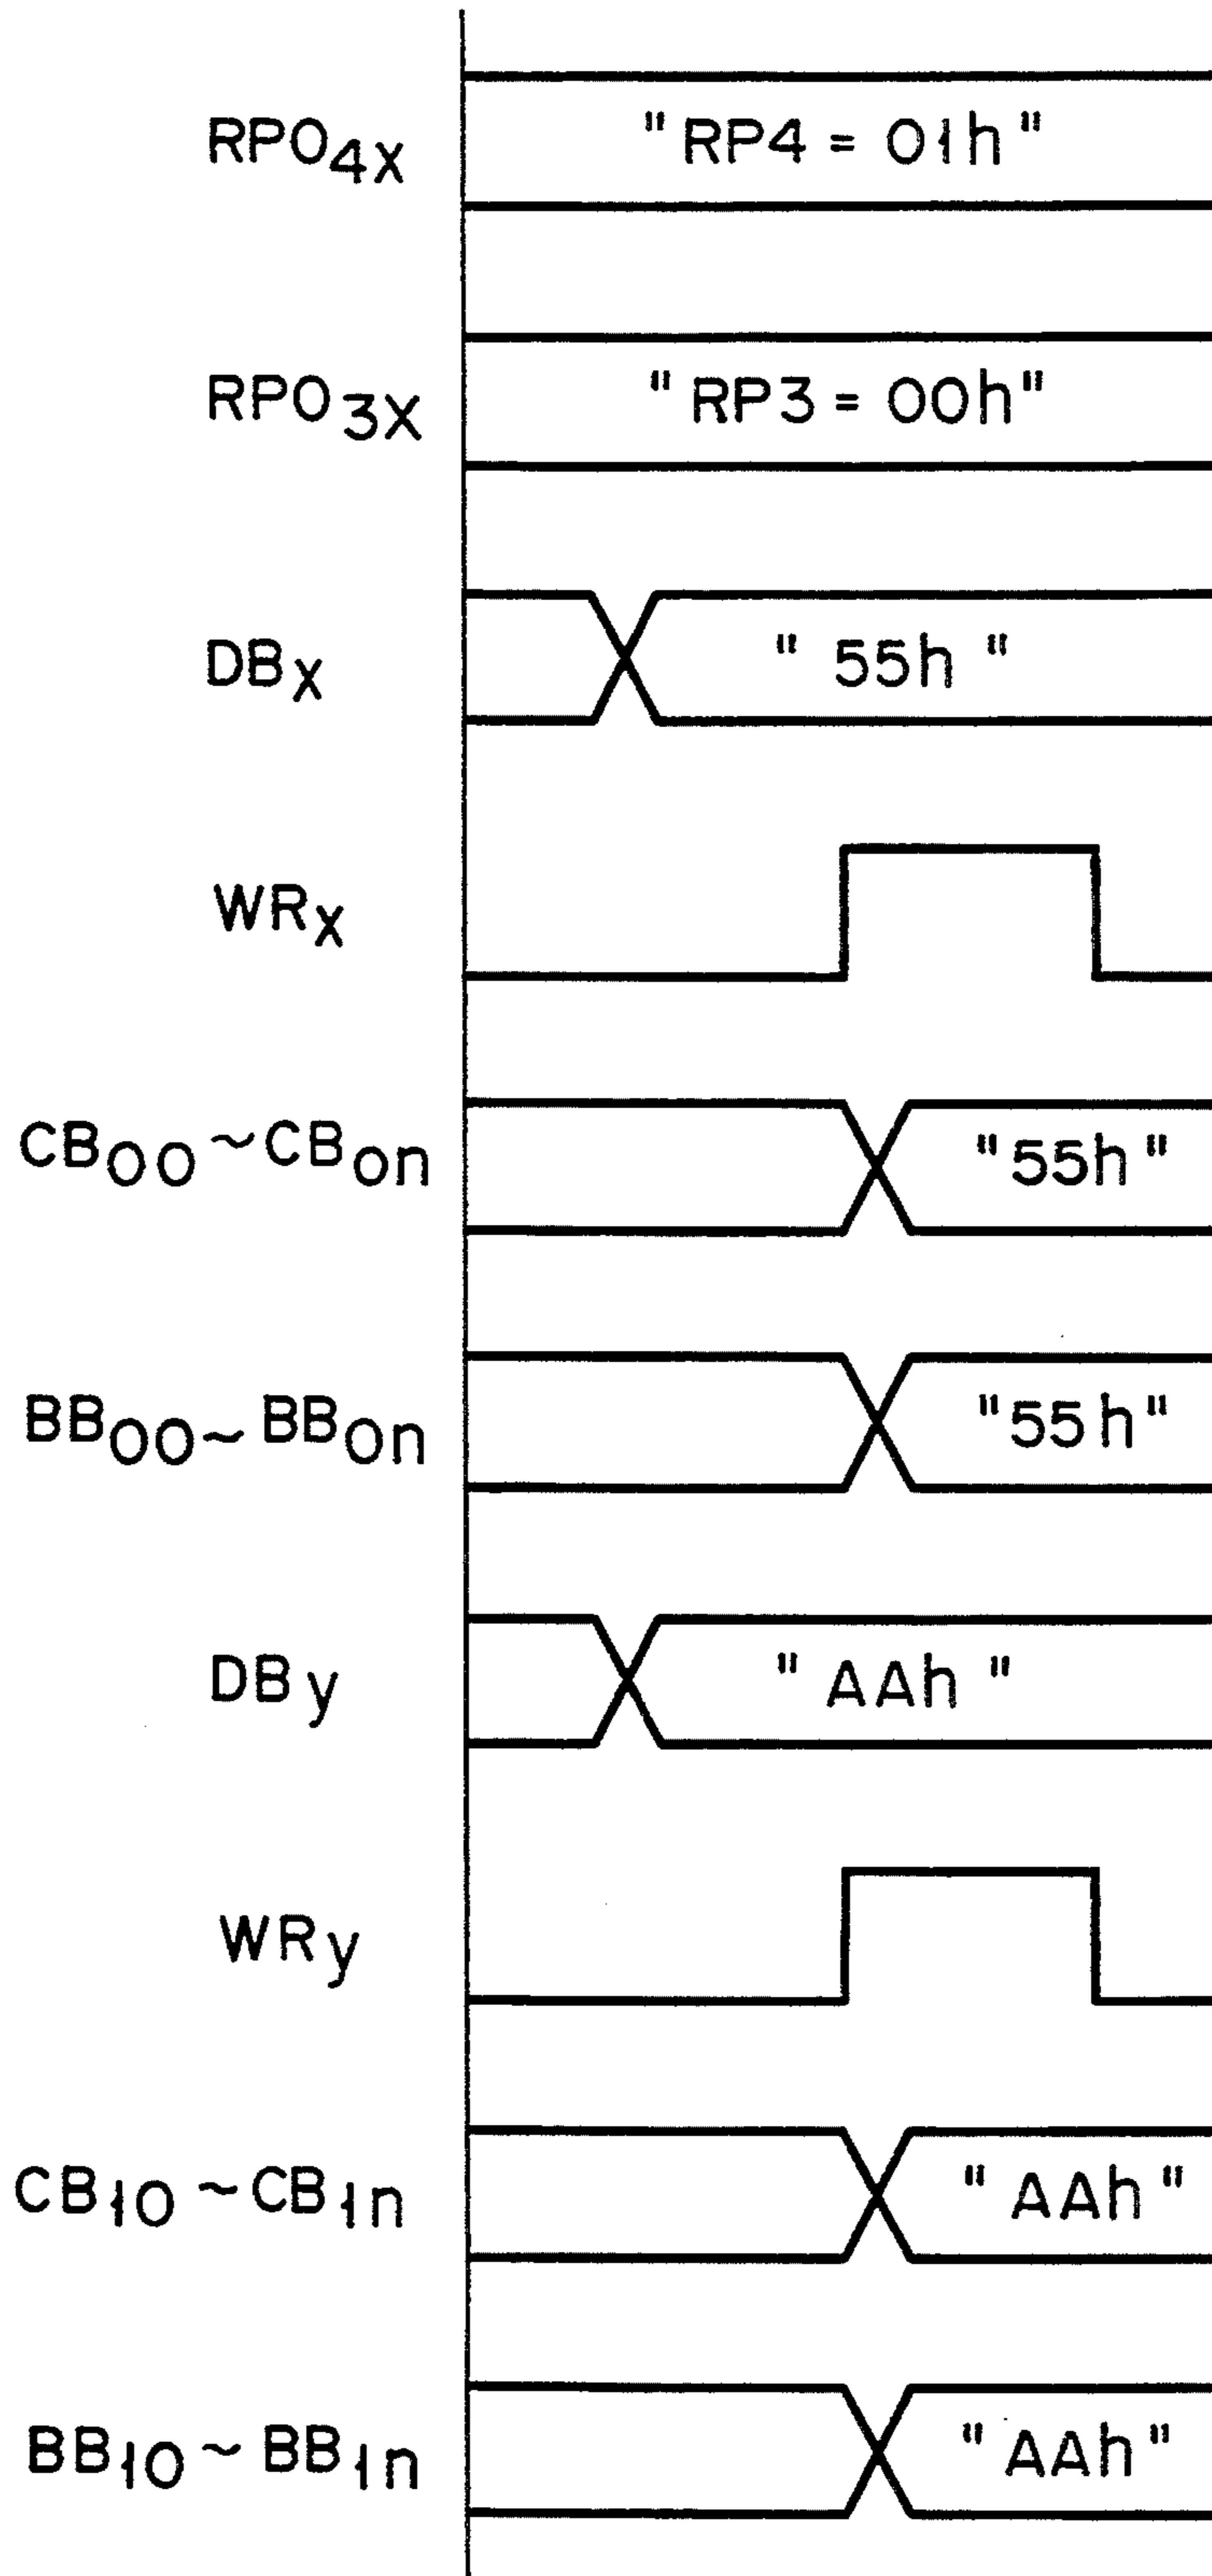 RPO4X "RP4 = 01h"
RPO3X "RP3 = 00h"
DBX "55h"
WRX
CB00~CB0n "55h"
BB00~BB0n "55h"
DBy "AAh"
WRy
CB10~CB1n "AAh"
BB10~BB1n "AAh"